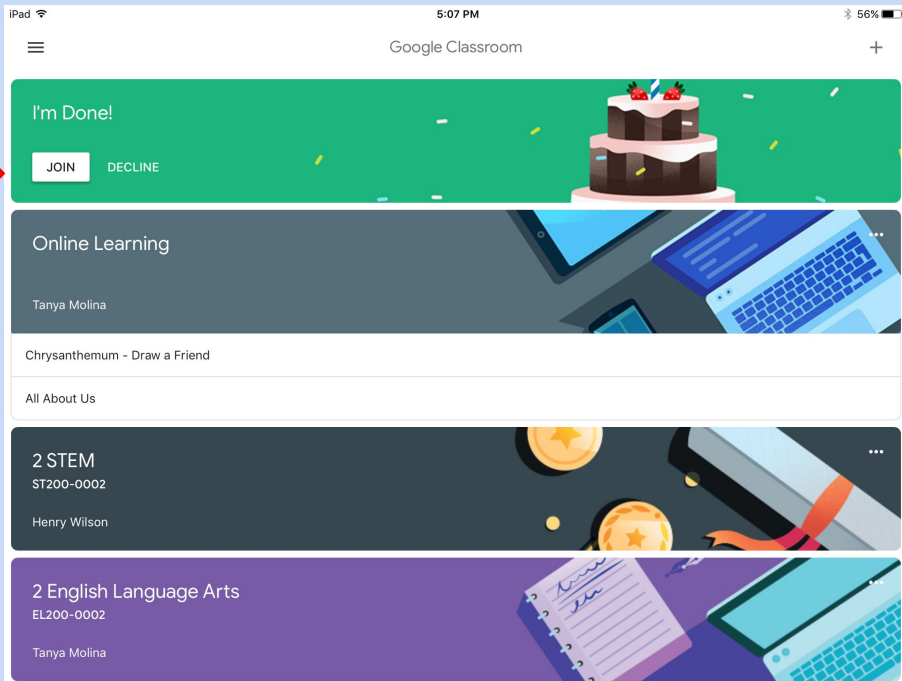 iPad 5:07 PM 56%
Google Classroom
I'm Done!
JOIN DECLINE
Online Learning
Tanya Molina
Chrysanthemum - Draw a Friend
All About Us
2 STEM
ST200-0002
Henry Wilson
2 English Language Arts
EL200-0002
Tanya Molina